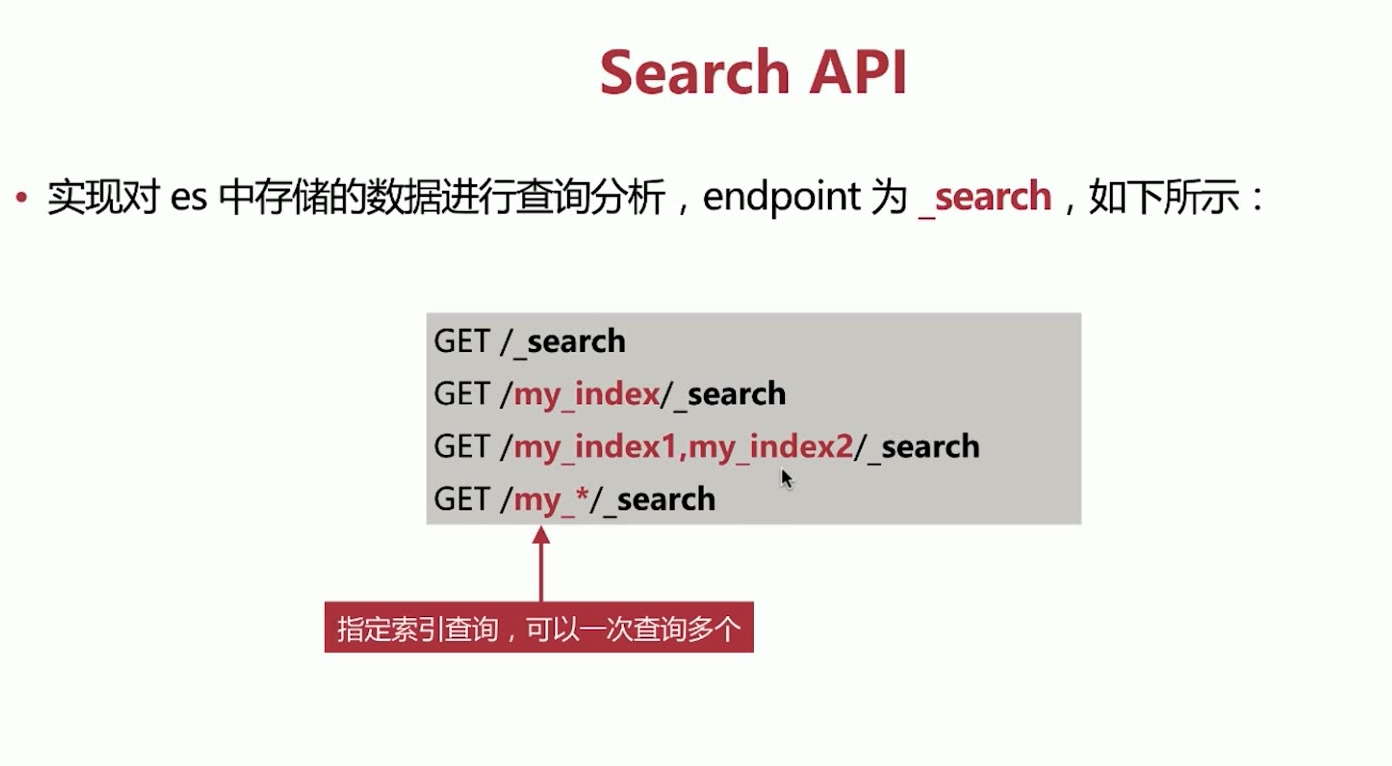 Search API
• 实现对 es 中存储的数据进行查询分析，endpoint 为 _search，如下所示：
GET /_search
GET /my_index/_search
GET /my_index1,my_index2/_search
GET /my_*/_search
指定索引查询，可以一次查询多个